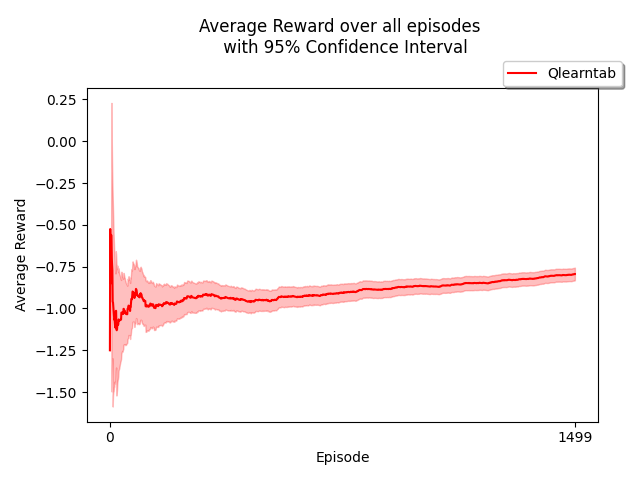 Average Reward over all episodes
with 95% Confidence Interval
Qlearntab
0.25
0.00
−0.25
−0.50
−0.75
−1.00
−1.25
−1.50
Average Reward
0
1499
Episode